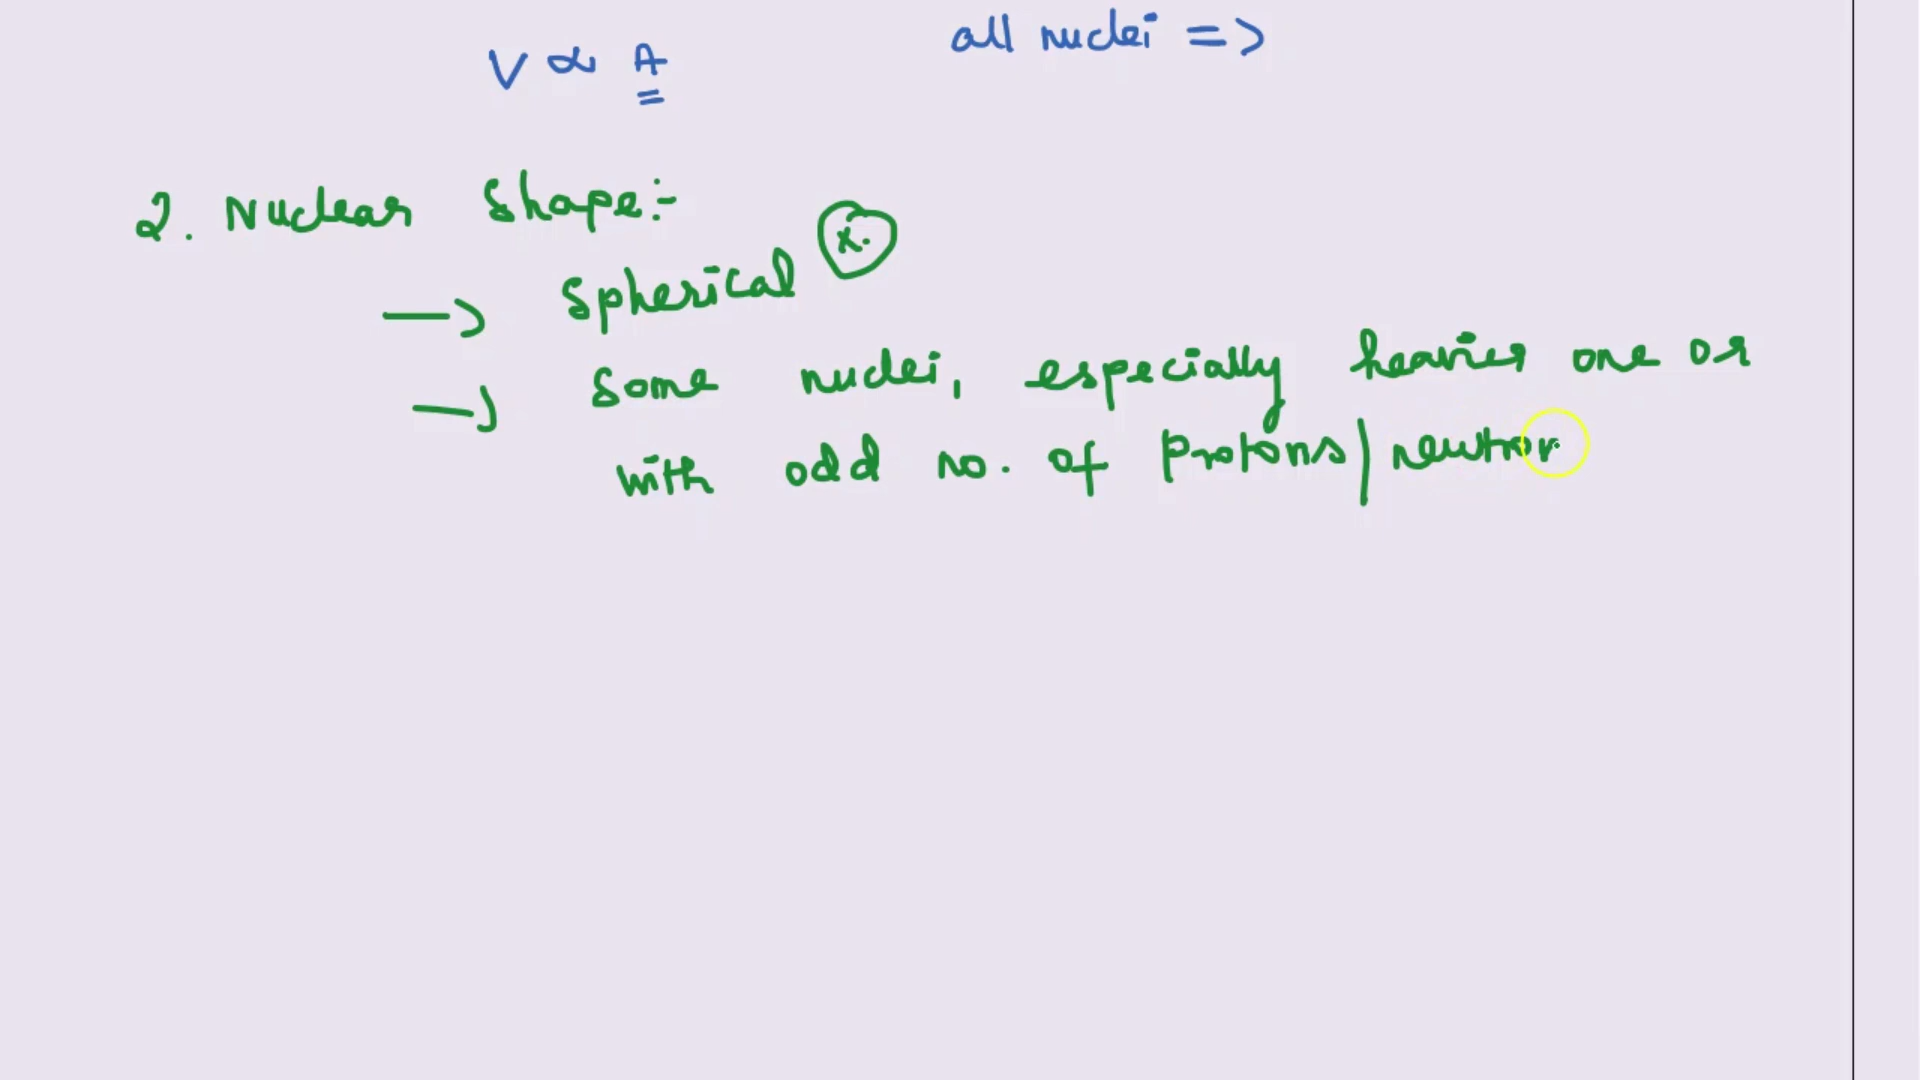 V ∝ A
all nuclei =>
2. Nuclear Shape:-
—> Spherical x.
—> Some nuclei, especially heavier one or
with odd no. of Protons/neutron